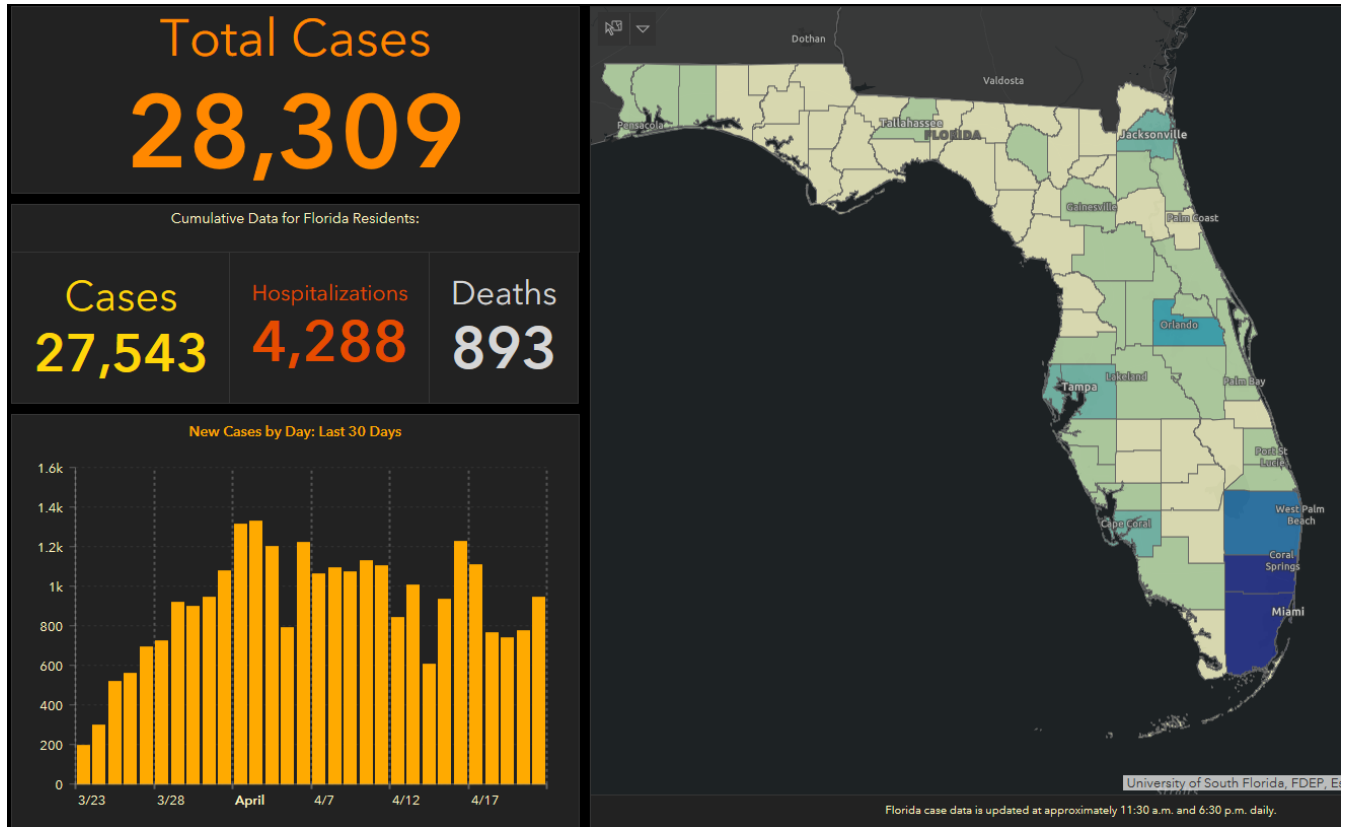 Total Cases
28,309
Cumulative Data for Florida Residents:
Cases
27,543
Hospitalizations
4,288
Deaths
893
New Cases by Day: Last 30 Days
1.6k
1.4k
1.2k
1k
800
600
400
200
0
3/23
3/28
April
4/7
4/12
4/17
Dothan
Valdosta
Pensacola
Tallahassee
FLORIDA
Jacksonville
Gainesville
Palm Coast
Orlando
Tampa
Lakeland
Palm Bay
Port St
Lucie
West Palm
Beach
Cape Coral
Coral
Springs
Miami
University of South Florida, FDEP, Es
Florida case data is updated at approximately 11:30 a.m. and 6:30 p.m. daily.